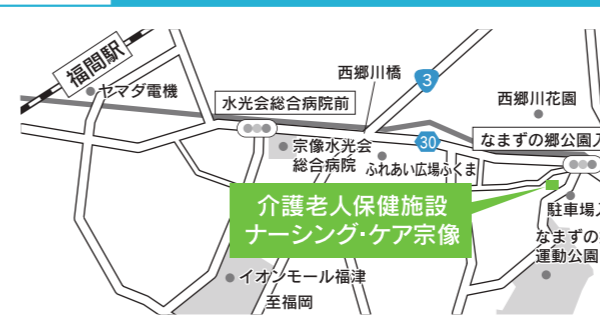 福間駅
ヤマダ電機
水光会総合病院前
西郷川橋
3
西郷川花園
30
なまずの郷公園入
宗像水光会
総合病院
ふれあい広場ふくま
介護老人保健施設
ナーシング・ケア宗像
駐車場入
なまずの
運動公園
イオンモール福津
至福岡